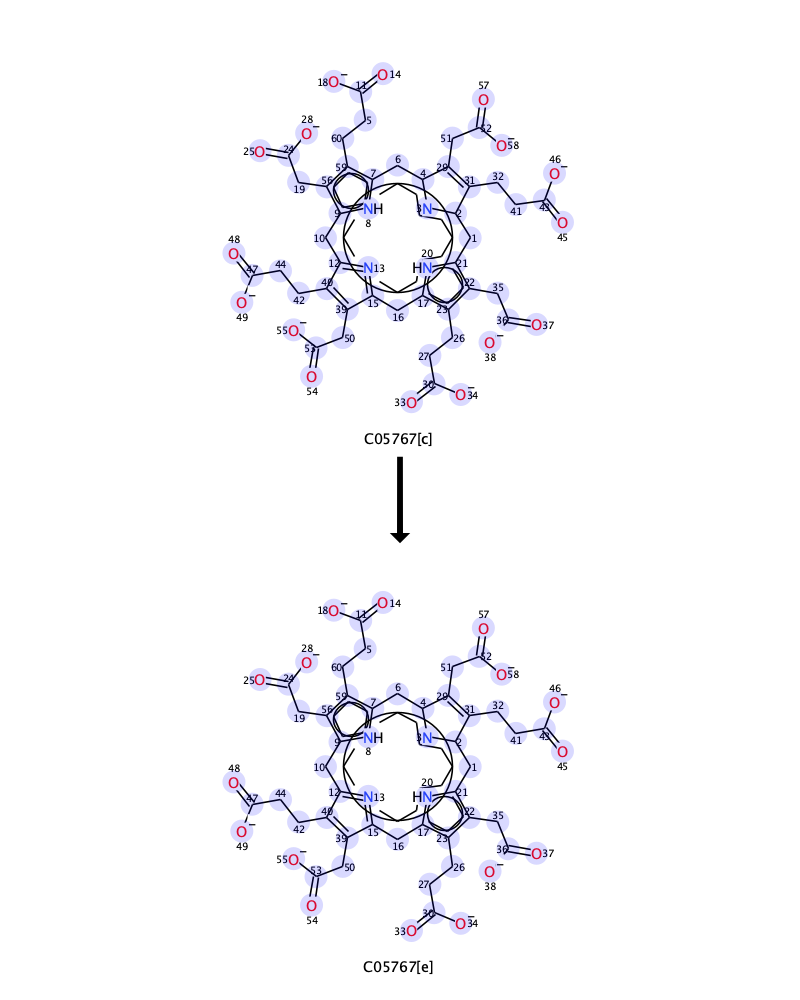 18O− 11 O14
57
O
28 5
O− 60 51 52
25O 24 O−58
59 6 46
7 4 29 O−
19 56 31 32
41 43
9 NH 3N 2
8 O
10 1 45
48
O 20
12 N13 HN 21
47 44
40 22
42 35
O− 39 15 16 17 23
49 36 O37
55O− 50 26 O−
53 27 38
O 30
54 33O O−34
C05767[c]
18O− 11 O14
57
O
28 5
O− 60 51 52
25O 24 O−58
59 6 46
7 4 29 O−
19 56 31 32
41 43
9 NH 3N 2
8 O
10 1 45
48
O 20
12 N13 HN 21
47 44
40 22
42 35
O− 39 15 16 17 23
49 36 O37
55O− 50 26 O−
53 27 38
O 30
54 33O O−34
C05767[e]